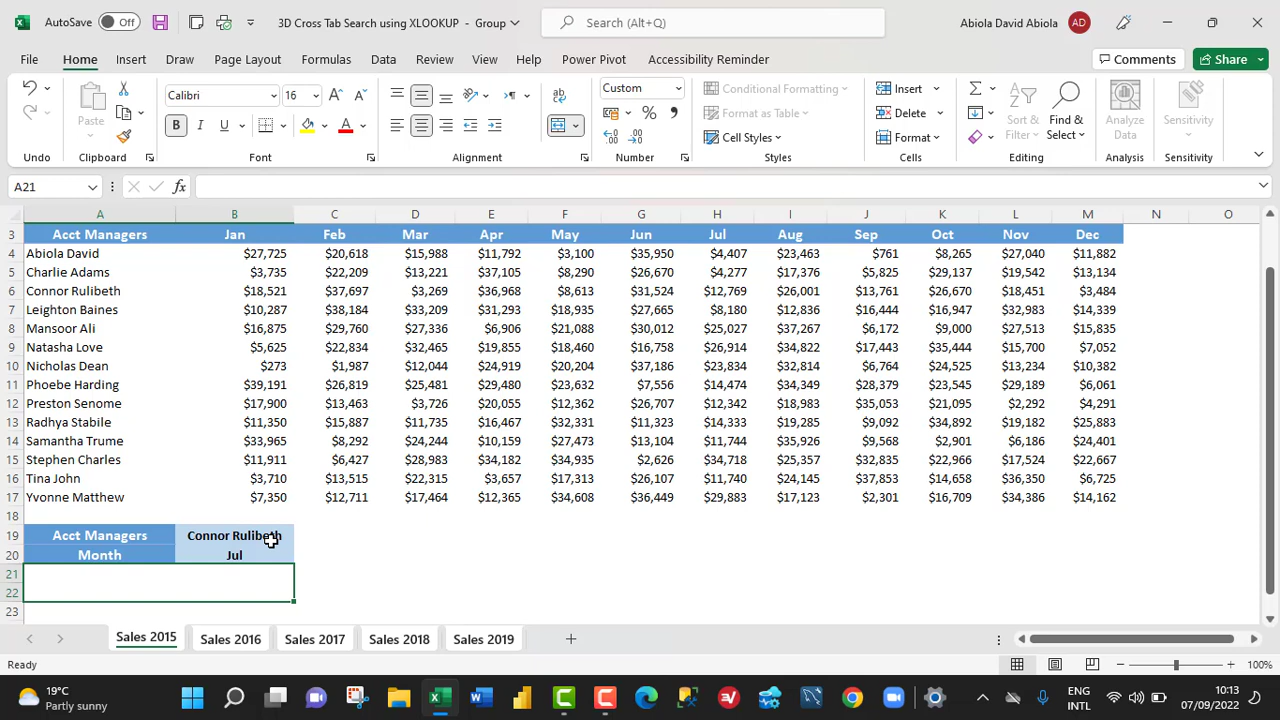 AutoSave Off 3D Cross Tab Search using XLOOKUP - Group Search (Alt+Q) Abiola David Abiola AD
File Home Insert Draw Page Layout Formulas Data Review View Help Power Pivot Accessibility Reminder Comments Share
Calibri 16 Custom Conditional Formatting Insert
Paste B I U A Format as Table Delete Sort & Filter Find & Select Analyze Data Sensitivity
Cell Styles Format
Undo Clipboard Font Alignment Number Styles Cells Editing Analysis Sensitivity
A21 fx
A B C D E F G H I J K L M N O
3 Acct Managers Jan Feb Mar Apr May Jun Jul Aug Sep Oct Nov Dec
4 Abiola David $27,725 $20,618 $15,988 $11,792 $3,100 $35,950 $4,407 $23,463 $761 $8,265 $27,040 $11,882
5 Charlie Adams $3,735 $22,209 $13,221 $37,105 $8,290 $26,670 $4,277 $17,376 $5,825 $29,137 $19,542 $13,134
6 Connor Rulibeth $18,521 $37,697 $3,269 $36,968 $8,613 $31,524 $12,769 $26,001 $13,761 $26,670 $18,451 $3,484
7 Leighton Baines $10,287 $38,184 $33,209 $31,293 $18,935 $27,665 $8,180 $12,836 $16,444 $16,947 $32,983 $14,339
8 Mansoor Ali $16,875 $29,760 $27,336 $6,906 $21,088 $30,012 $25,027 $37,267 $6,172 $9,000 $27,513 $15,835
9 Natasha Love $5,625 $22,834 $32,465 $19,855 $18,460 $16,758 $26,914 $34,822 $17,443 $35,444 $15,700 $7,052
10 Nicholas Dean $273 $1,987 $12,044 $24,919 $20,204 $37,186 $23,834 $32,814 $6,764 $24,525 $13,234 $10,382
11 Phoebe Harding $39,191 $26,819 $25,481 $29,480 $23,632 $7,556 $14,474 $34,349 $28,379 $23,545 $29,189 $6,061
12 Preston Senome $17,900 $13,463 $3,726 $20,055 $12,362 $26,707 $12,342 $18,983 $35,053 $21,095 $2,292 $4,291
13 Radhya Stabile $11,350 $15,887 $11,735 $16,467 $32,331 $11,323 $14,333 $19,285 $9,092 $34,892 $19,182 $25,883
14 Samantha Trume $33,965 $8,292 $24,244 $10,159 $27,473 $13,104 $11,744 $35,926 $9,568 $2,901 $6,186 $24,401
15 Stephen Charles $11,911 $6,427 $28,983 $34,182 $34,935 $2,626 $34,718 $25,357 $32,835 $22,966 $17,524 $22,667
16 Tina John $3,710 $13,515 $22,315 $3,657 $17,313 $26,107 $11,740 $24,145 $37,853 $14,658 $36,350 $6,725
17 Yvonne Matthew $7,350 $12,711 $17,464 $12,365 $34,608 $36,449 $29,883 $17,123 $2,301 $16,709 $34,386 $14,162
18
19 Acct Managers Connor Rulibeth
20 Month Jul
21
22
23
Sales 2015 Sales 2016 Sales 2017 Sales 2018 Sales 2019
Ready 100%
19°C
Partly sunny
ENG
INTL
10:13
07/09/2022